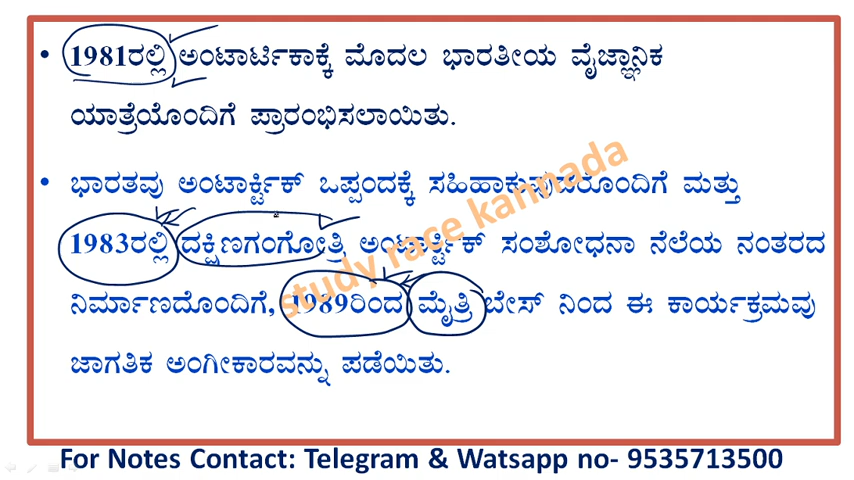 • 1981ರಲ್ಲಿ ಅಂಟಾರ್ಟಿಕಾಕ್ಕೆ ಮೊದಲ ಭಾರತೀಯ ವೈಜ್ಞಾನಿಕ
ಯಾತ್ರೆಯೊಂದಿಗೆ ಪ್ರಾರಂಭಿಸಲಾಯಿತು.
• ಭಾರತವು ಅಂಟಾರ್ಕ್ಟಿಕ್ ಒಪ್ಪಂದಕ್ಕೆ ಸಹಿಹಾಕುವುದರೊಂದಿಗೆ ಮತ್ತು
1983ರಲ್ಲಿ ದಕ್ಷಿಣಗಂಗೋತ್ರಿ ಅಂಟಾರ್ಕ್ಟಿಕ್ ಸಂಶೋಧನಾ ನೆಲೆಯ ನಂತರದ
ನಿರ್ಮಾಣದೊಂದಿಗೆ, 1989ರಿಂದ ಮೈತ್ರಿ ಬೇಸ್ ನಿಂದ ಈ ಕಾರ್ಯಕ್ರಮವು
ಜಾಗತಿಕ ಅಂಗೀಕಾರವನ್ನು ಪಡೆಯಿತು.
study race kannada
For Notes Contact: Telegram & Watsapp no- 9535713500